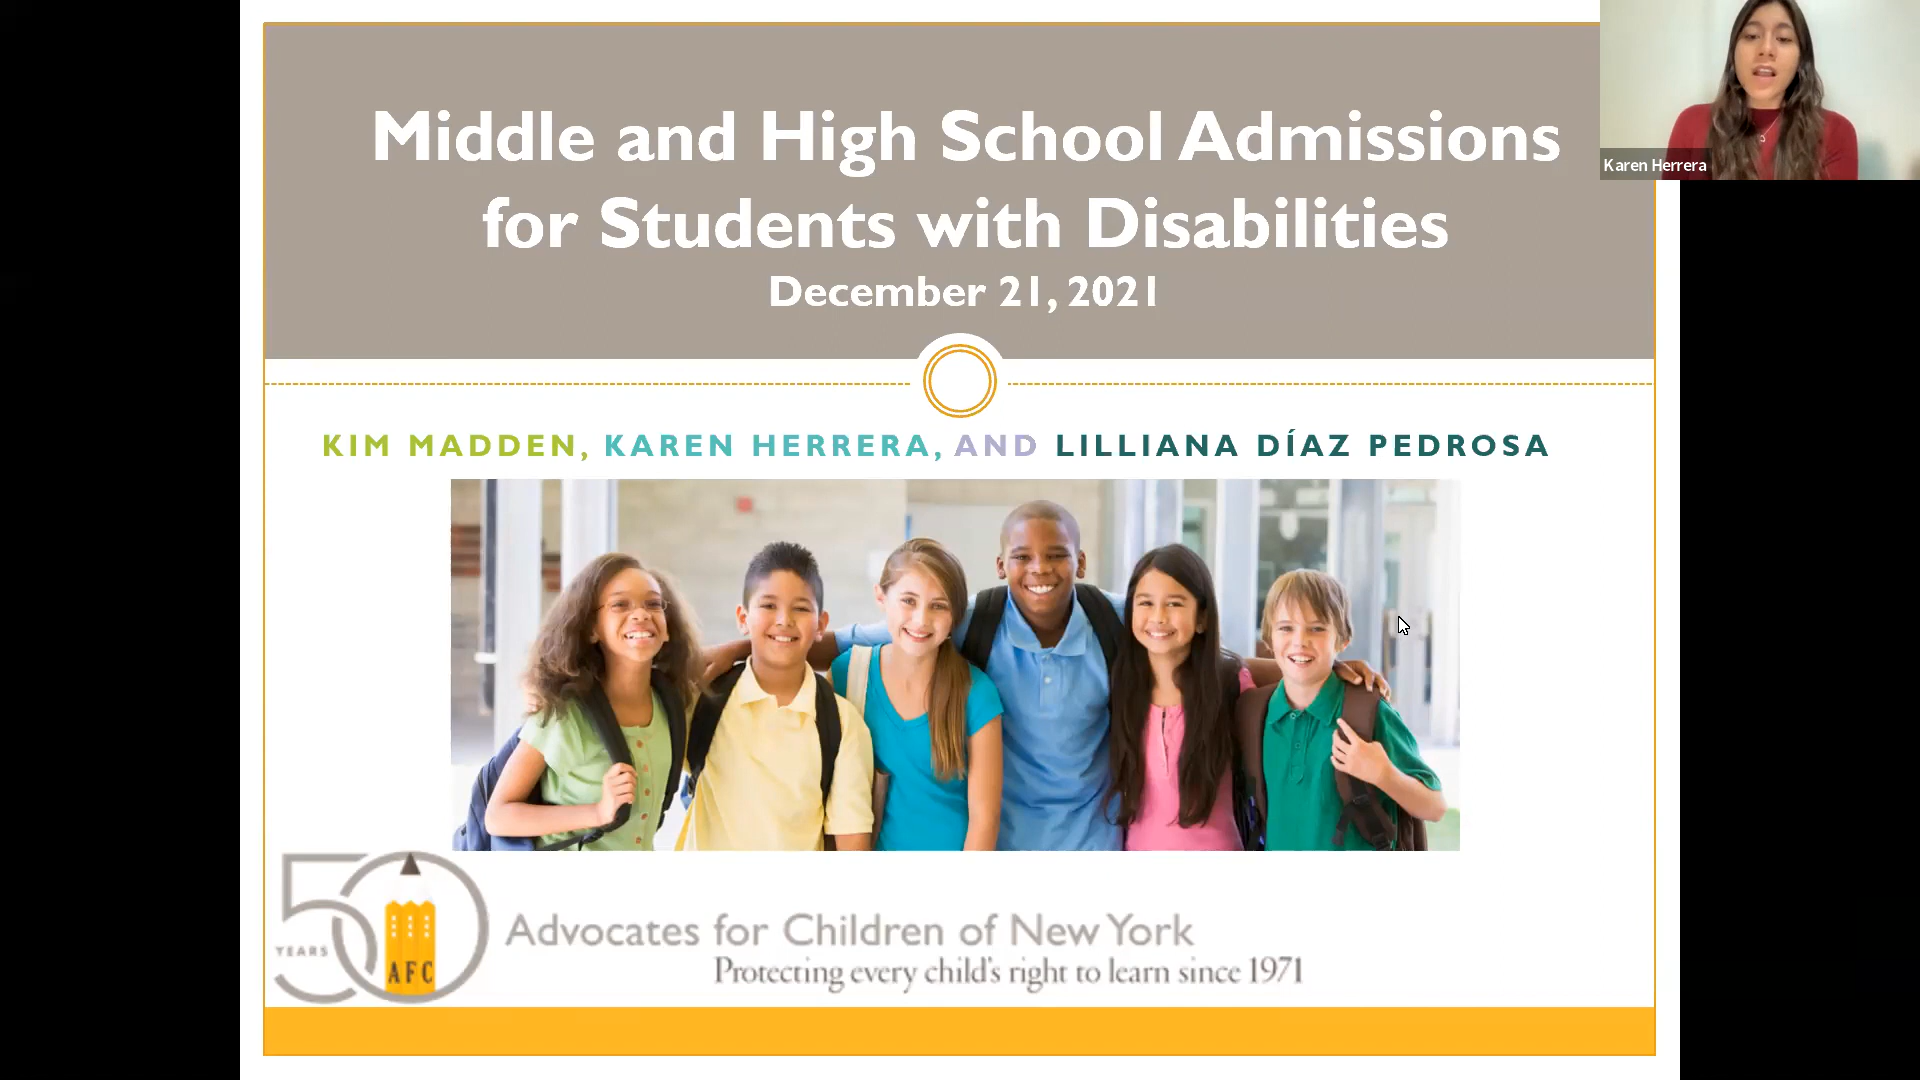 Middle and High School Admissions
for Students with Disabilities
December 21, 2021
Karen Herrera
KIM MADDEN, KAREN HERRERA, AND LILLIANA DÍAZ PEDROSA
50
YEARS
AFC
Advocates for Children of New York
Protecting every child's right to learn since 1971